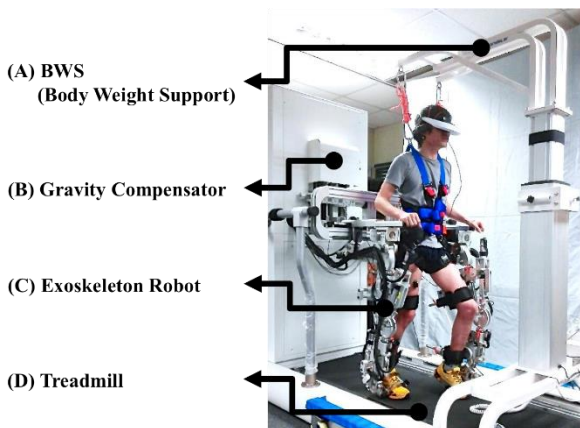 (A) BWS
(Body Weight Support)
(B) Gravity Compensator
(C) Exoskeleton Robot
(D) Treadmill